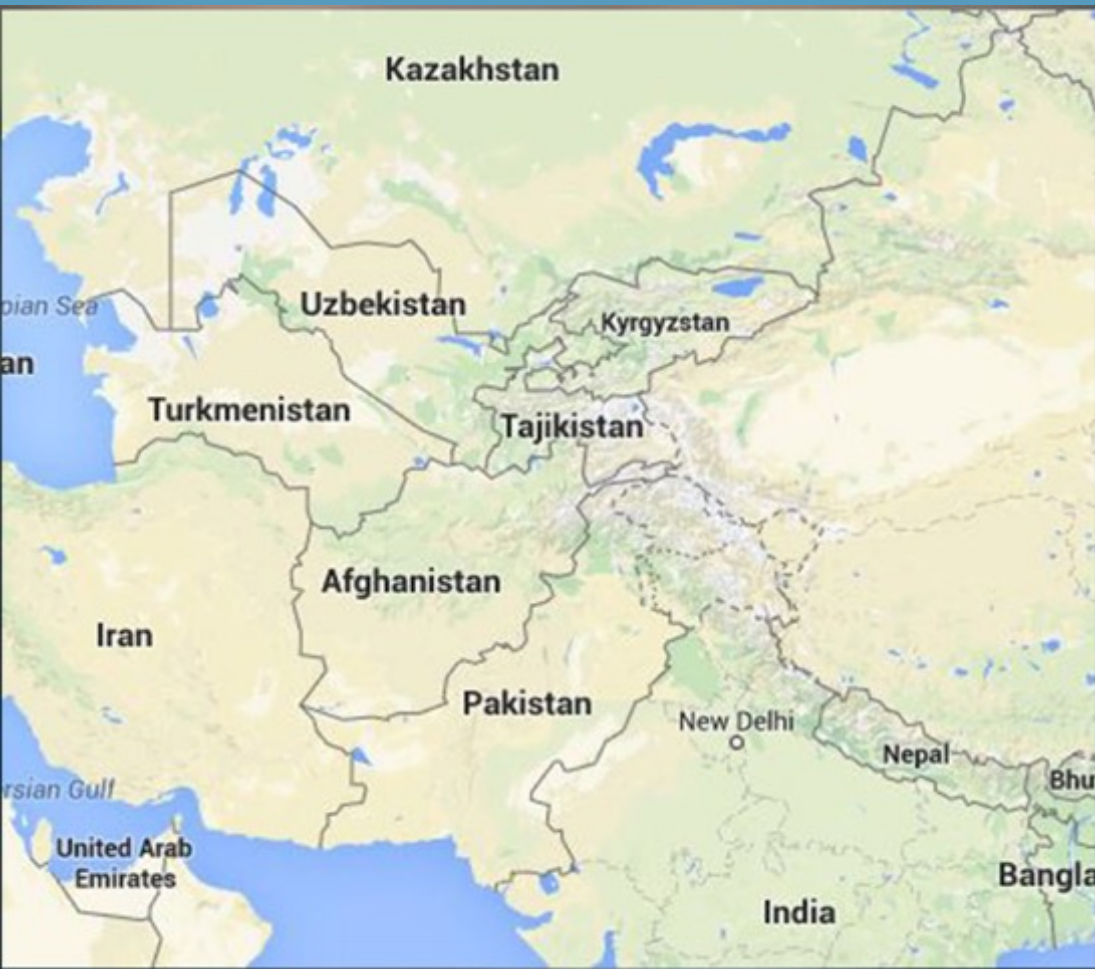 Kazakhstan
Uzbekistan
pian Sea
Kyrgyzstan
an
Turkmenistan
Tajikistan
Afghanistan
Iran
Pakistan
New Delhi
Nepal
Bhu
rsian Gulf
United Arab
Emirates
Bangla
India